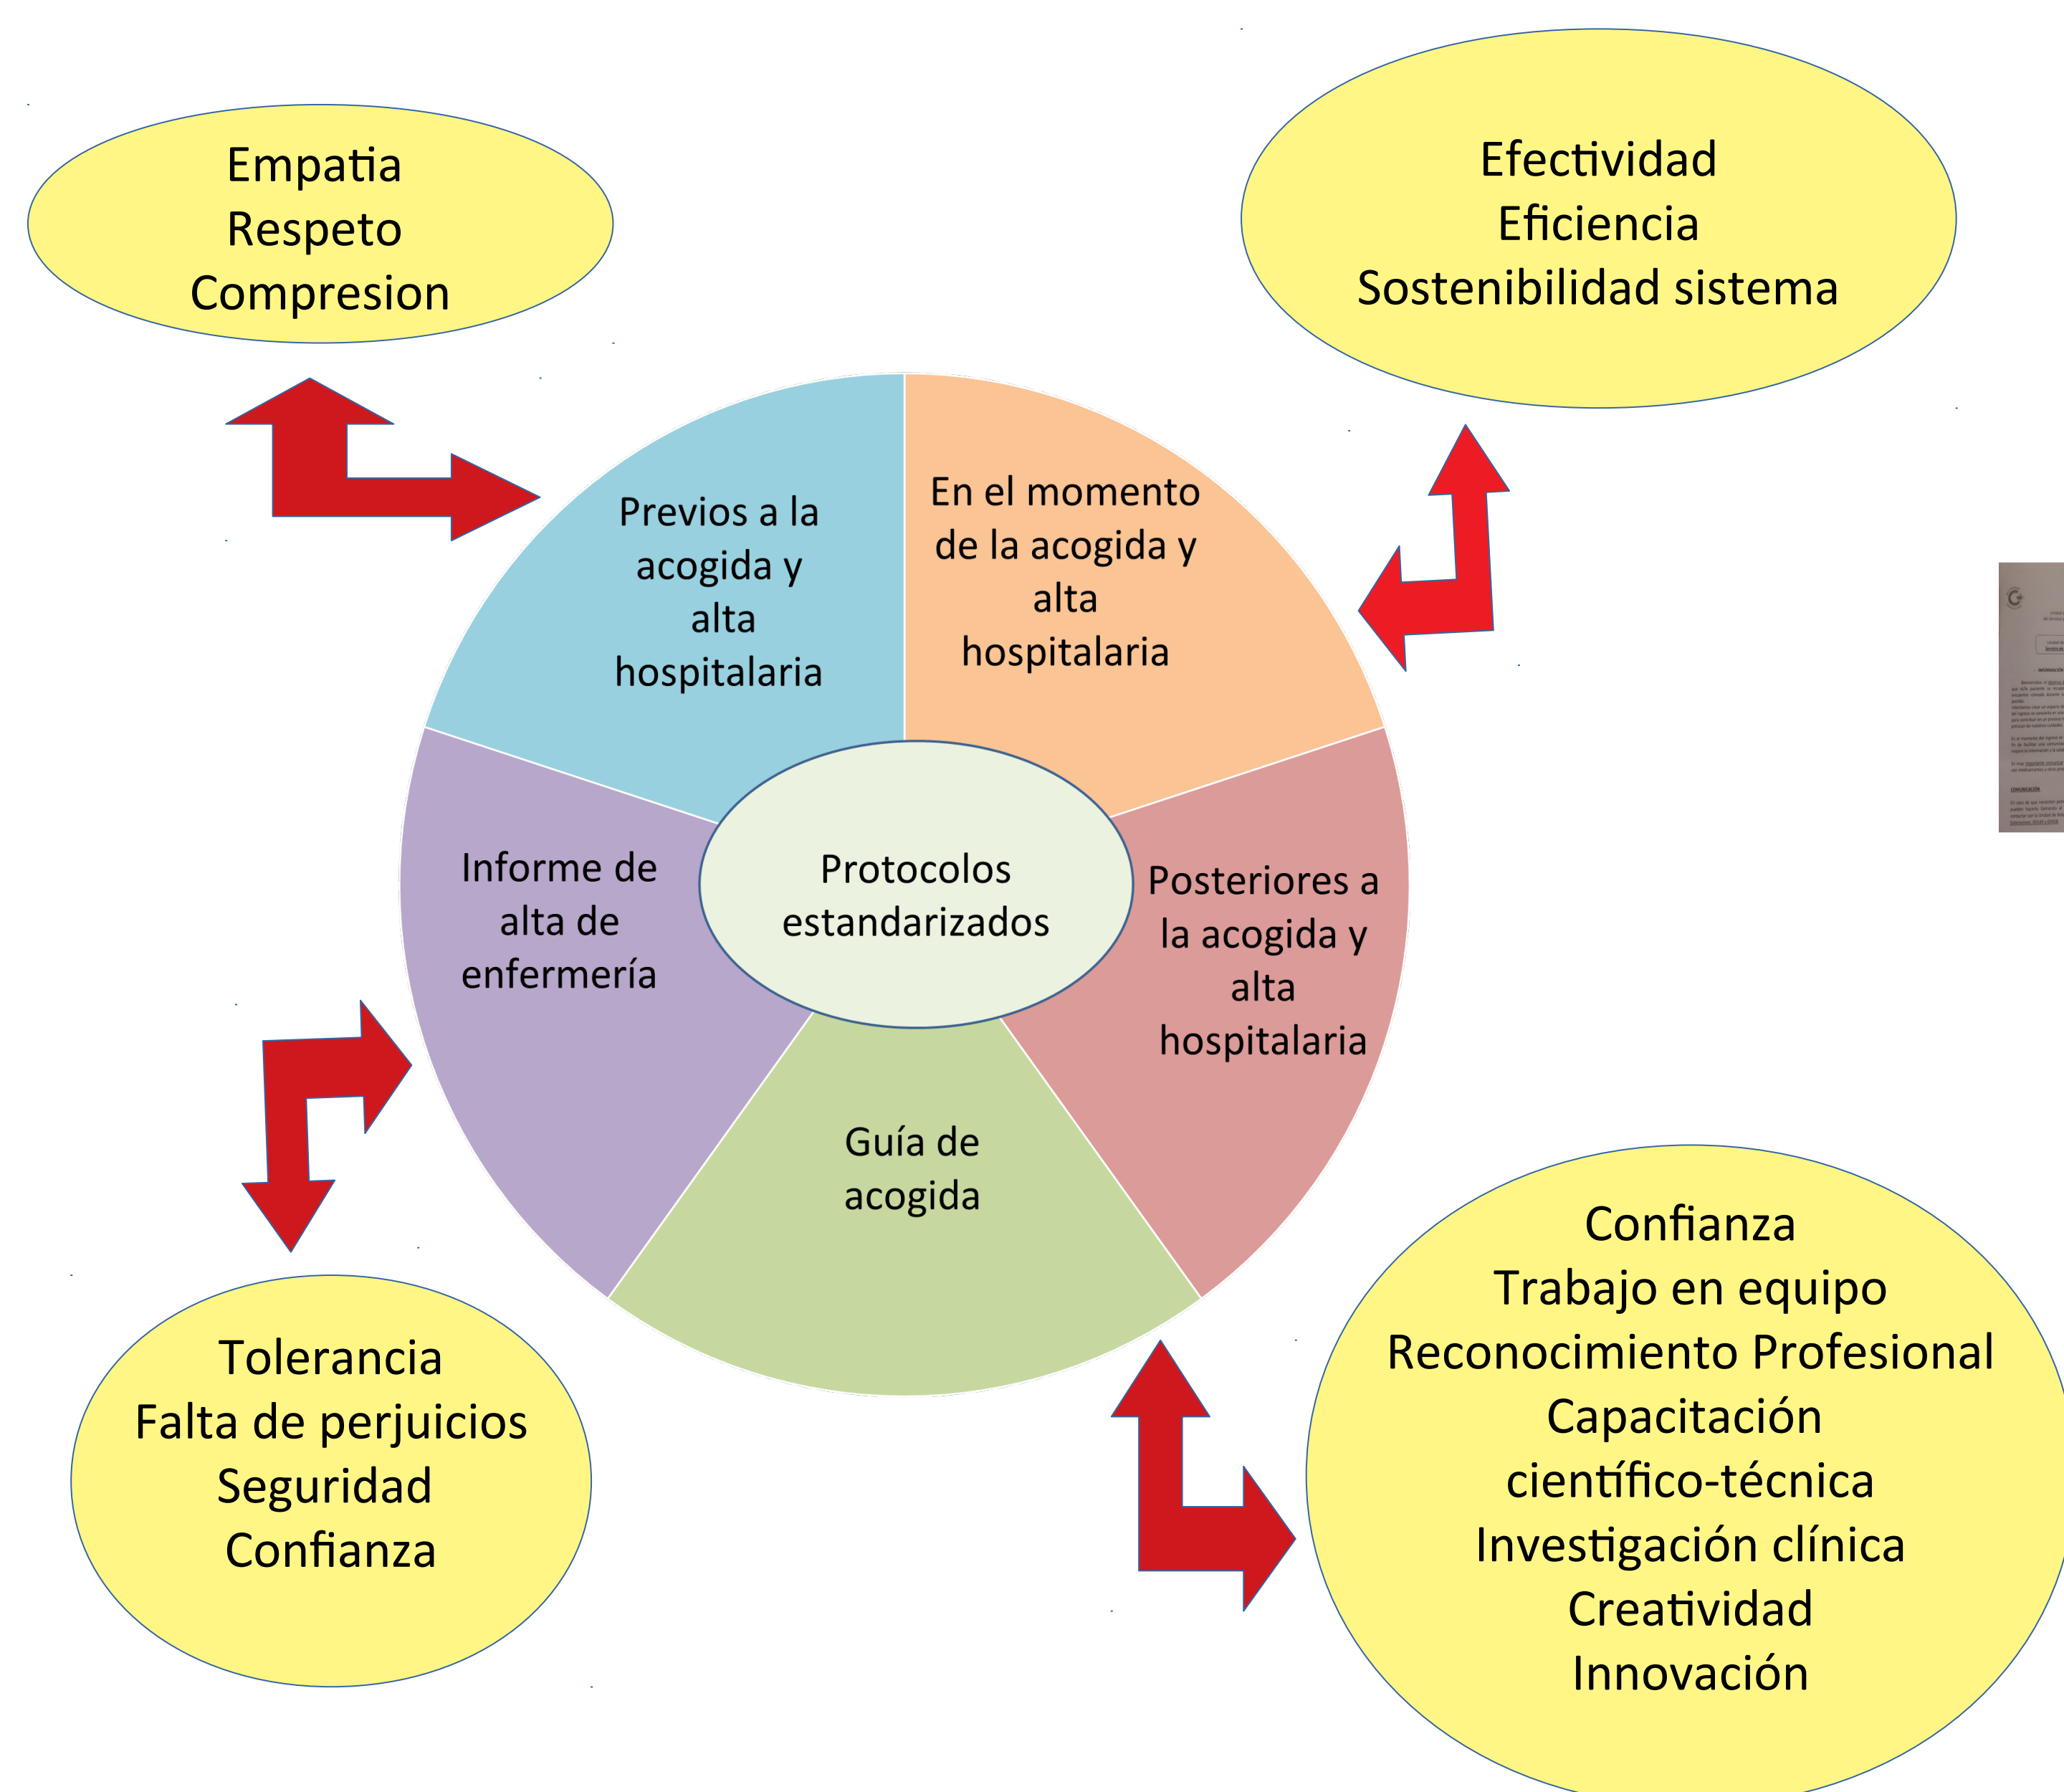 Empatia
Respeto
Compresion
Efectividad
Eficiencia
Sostenibilidad sistema
Previos a la
acogida y
alta
hospitalaria
En el momento
de la acogida y
alta
hospitalaria
Informe de
alta de
enfermería
Protocolos
estandarizados
Posteriores a
la acogida y
alta
hospitalaria
Guía de
acogida
Tolerancia
Falta de perjuicios
Seguridad
Confianza
Confianza
Trabajo en equipo
Reconocimiento Profesional
Capacitación
científico-técnica
Investigación clínica
Creatividad
Innovación
COMUNICACIÓN